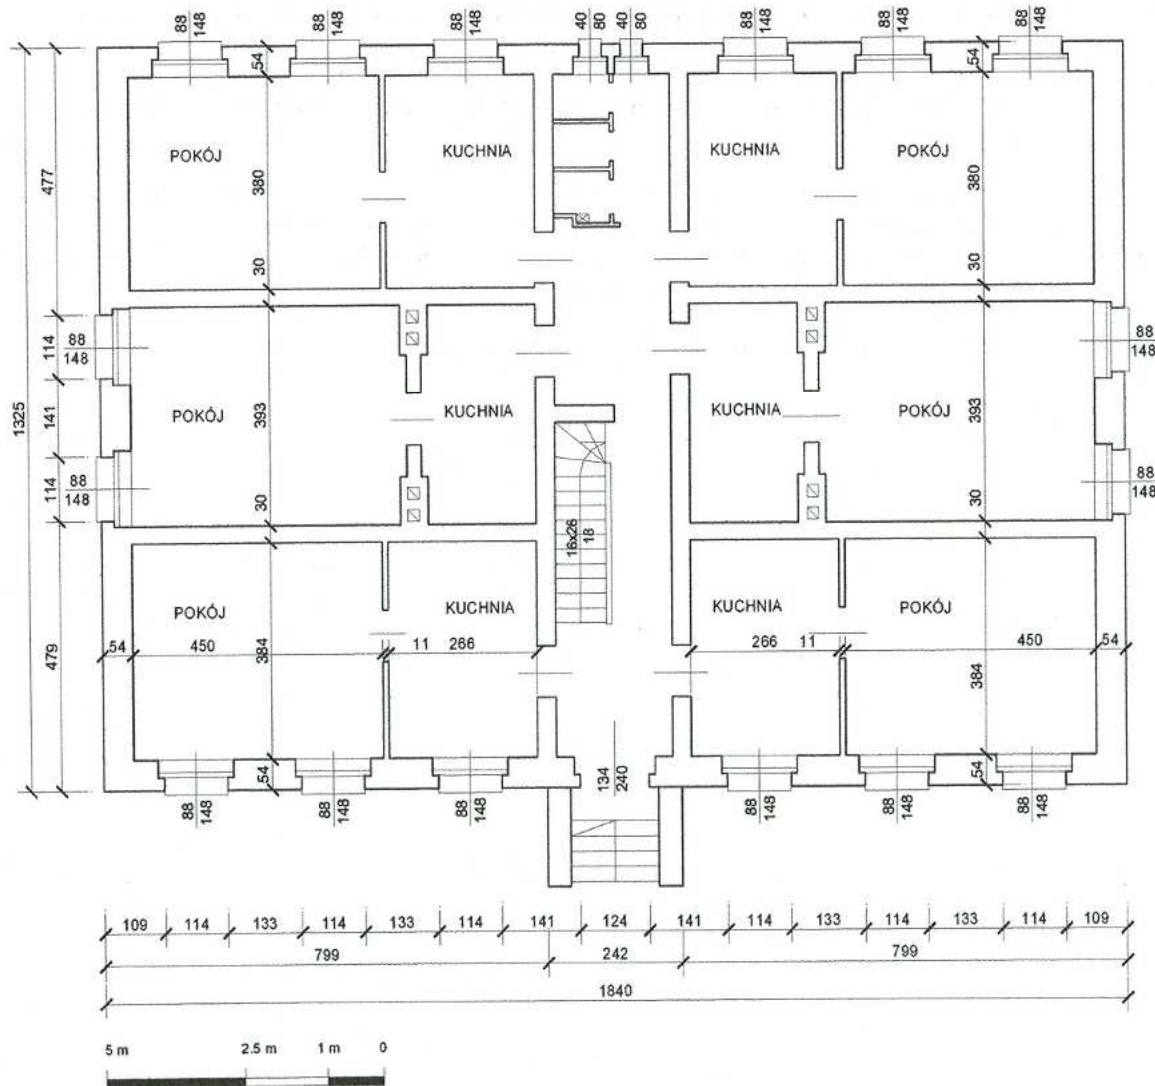 88 148 88 148 88 148 40 80 40 80 88 148 88 148 88 148
54 54
POKÓJ KUCHNIA KUCHNIA POKÓJ
477 380 380
30 30
114 88 148 88 148
1325 141 POKÓJ 393 KUCHNIA KUCHNIA POKÓJ 393
114 88 148 88 148
30 16x26 18 30
POKÓJ KUCHNIA KUCHNIA POKÓJ
54 450 11 266 266 11 450 54
479 384 384
54 134 240 54
88 148 88 148 88 148 88 148 88 148 88 148
109 114 133 114 133 114 141 124 141 114 133 114 133 114 109
799 242 799
1840
5 m 2.5 m 1 m 0